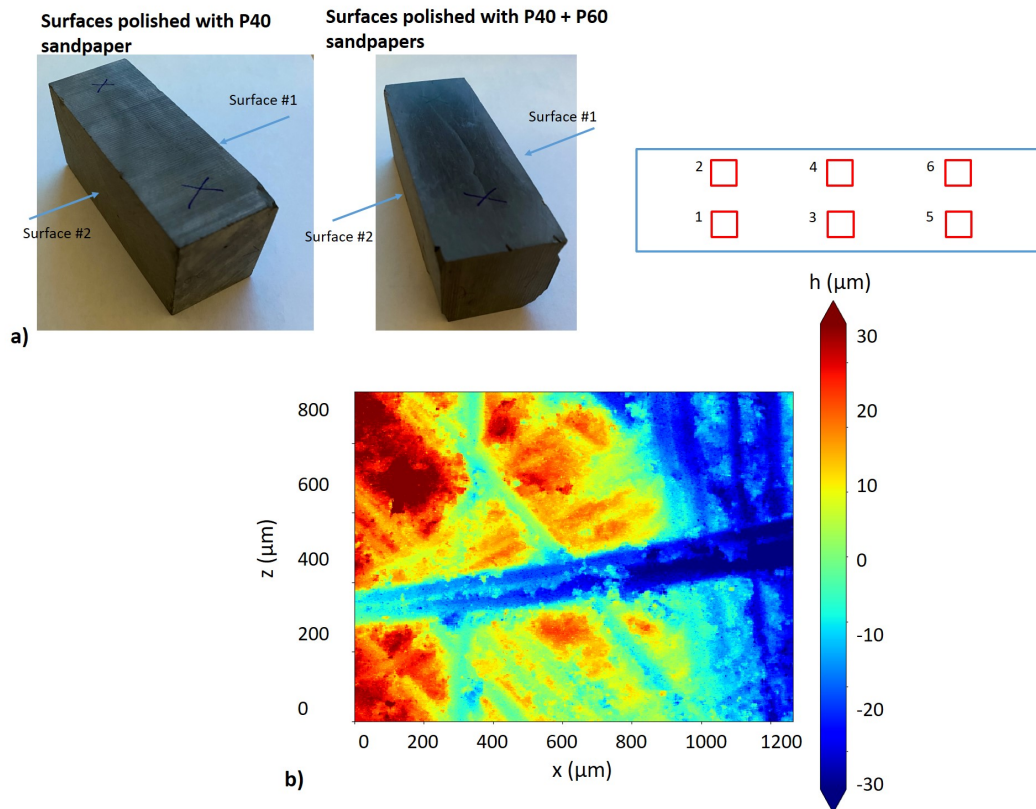 Surfaces polished with P40
sandpaper
Surfaces polished with P40 + P60
sandpapers
Surface #1
Surface #2
Surface #1
Surface #2
2 4 6
1 3 5
a)
h (µm)
30
20
10
0
-10
-20
-30
800
600
400
200
0
z (µm)
0 200 400 600 800 1000 1200
x (µm)
b)